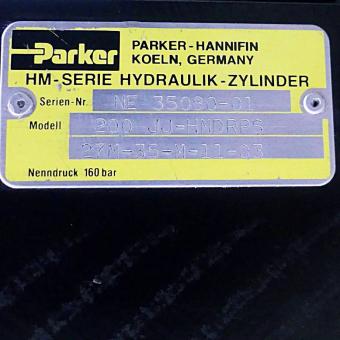 Parker
PARKER-HANNIFIN
KOELN, GERMANY
HM-SERIE HYDRAULIK-ZYLINDER
Serien-Nr. NE 35080-01
Modell 200 JJ-HMDRPS
27M-35-M-11-83
Nenndruck 160 bar